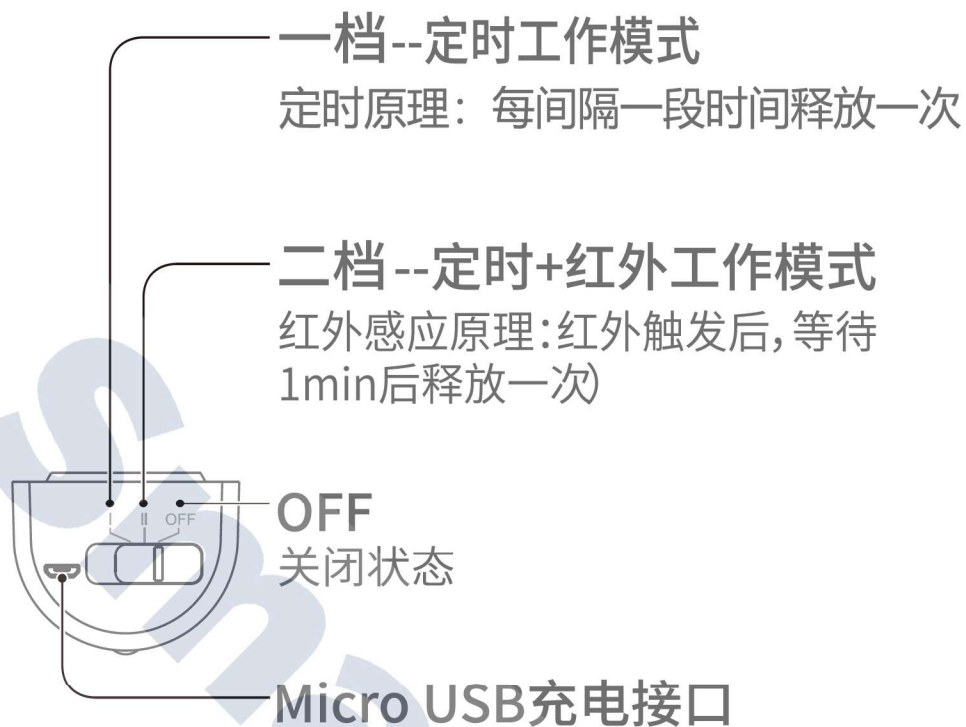 一档--定时工作模式
定时原理：每间隔一段时间释放一次
二档--定时+红外工作模式
红外感应原理:红外触发后,等待
1min后释放一次)
I II OFF
OFF
关闭状态
Micro USB充电接口